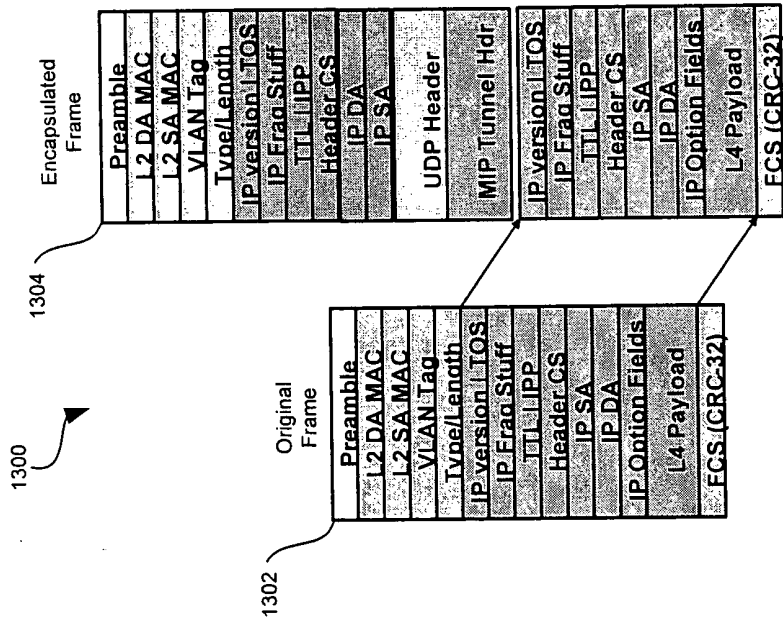 1300
1302
Original
Frame
Preamble
L2 DA MAC
L2 SA MAC
VLAN Tag
Type/Length
IP version | TOS
IP Frag Stuff
TTL | IPP
Header CS
IP SA
IP DA
IP Option Fields
L4 Payload
FCS (CRC-32)
1304
Encapsulated
Frame
Preamble
L2 DA MAC
L2 SA MAC
VLAN Tag
Type/Length
IP version | TOS
IP Frag Stuff
TTL | IPP
Header CS
IP DA
IP SA
UDP Header
MIP Tunnel Hdr
IP version | TOS
IP Frag Stuff
TTL | IPP
Header CS
IP SA
IP DA
IP Option Fields
L4 Payload
FCS (CRC-32)